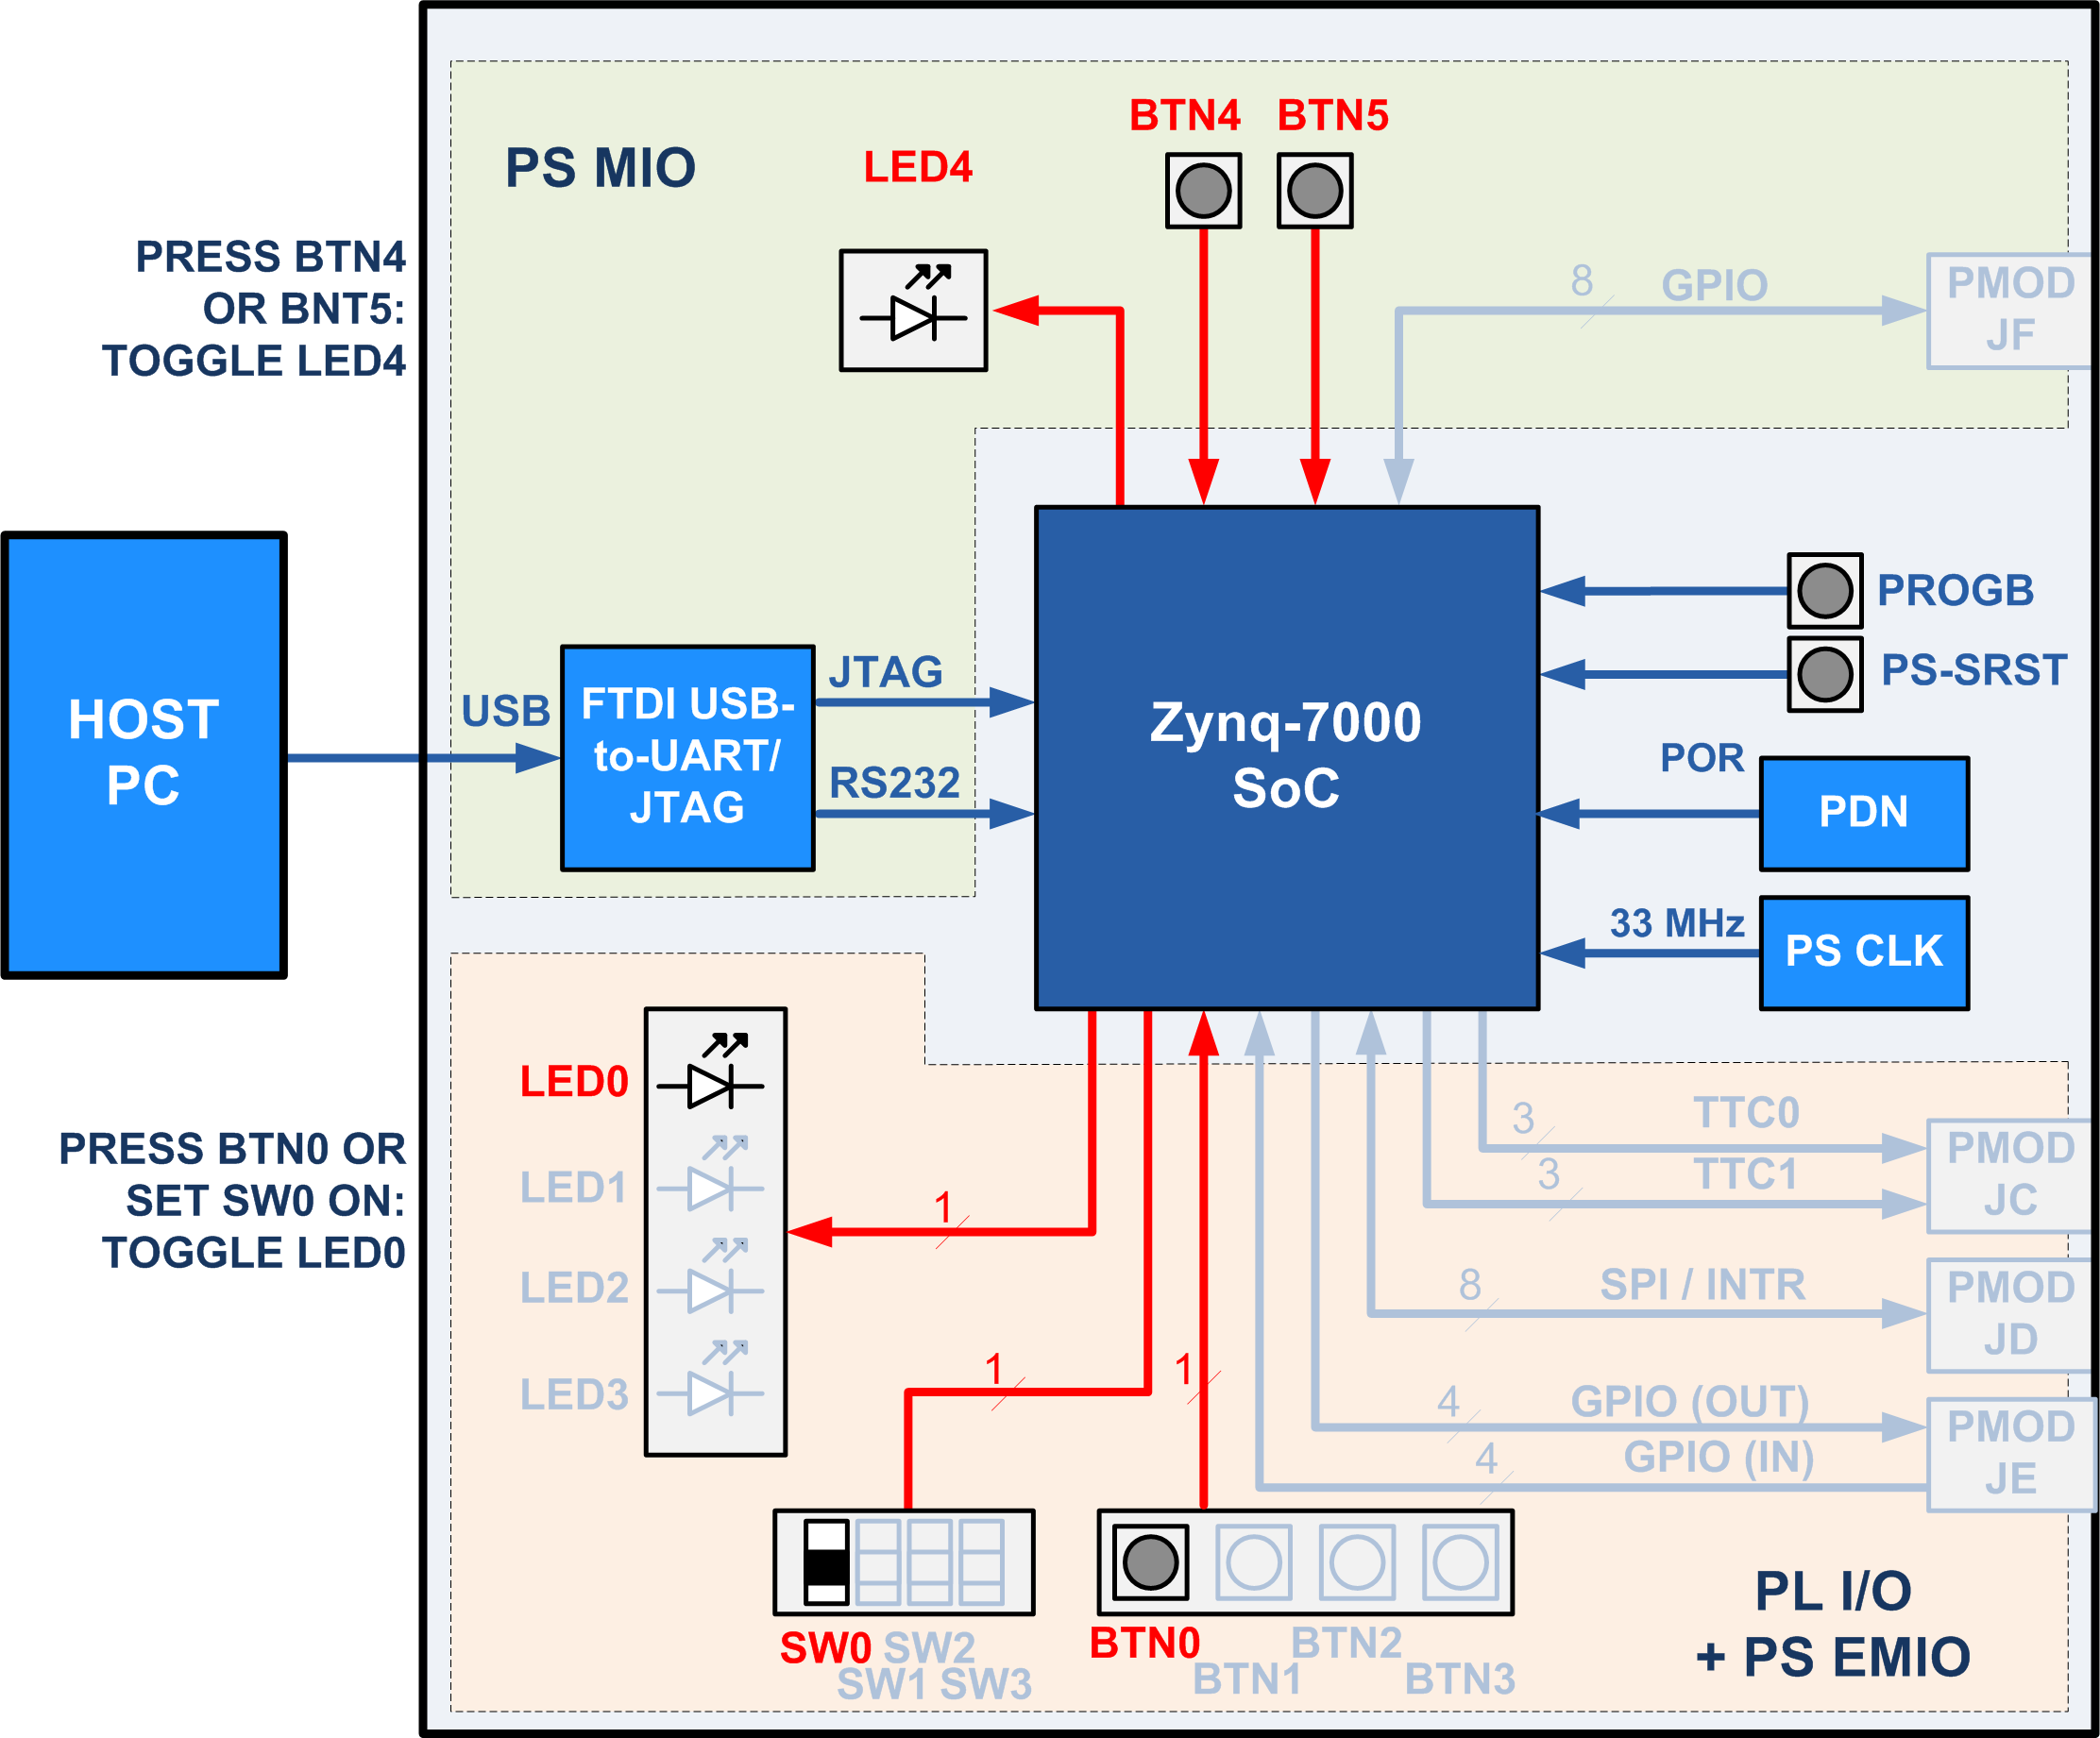 PS MIO
LED4
BTN4
BTN5
PRESS BTN4
OR BNT5:
TOGGLE LED4
8
GPIO
PMOD
JF
HOST
PC
USB
FTDI USB-
to-UART/
JTAG
JTAG
RS232
Zynq-7000
SoC
PROGB
PS-SRST
POR
PDN
33 MHz
PS CLK
PRESS BTN0 OR
SET SW0 ON:
TOGGLE LED0
LED0
LED1
LED2
LED3
1
1
1
3
TTC0
3
TTC1
PMOD
JC
8
SPI / INTR
PMOD
JD
4
GPIO (OUT)
4
GPIO (IN)
PMOD
JE
SW0
SW2
SW1
SW3
BTN0
BTN2
BTN1
BTN3
PL I/O
+ PS EMIO